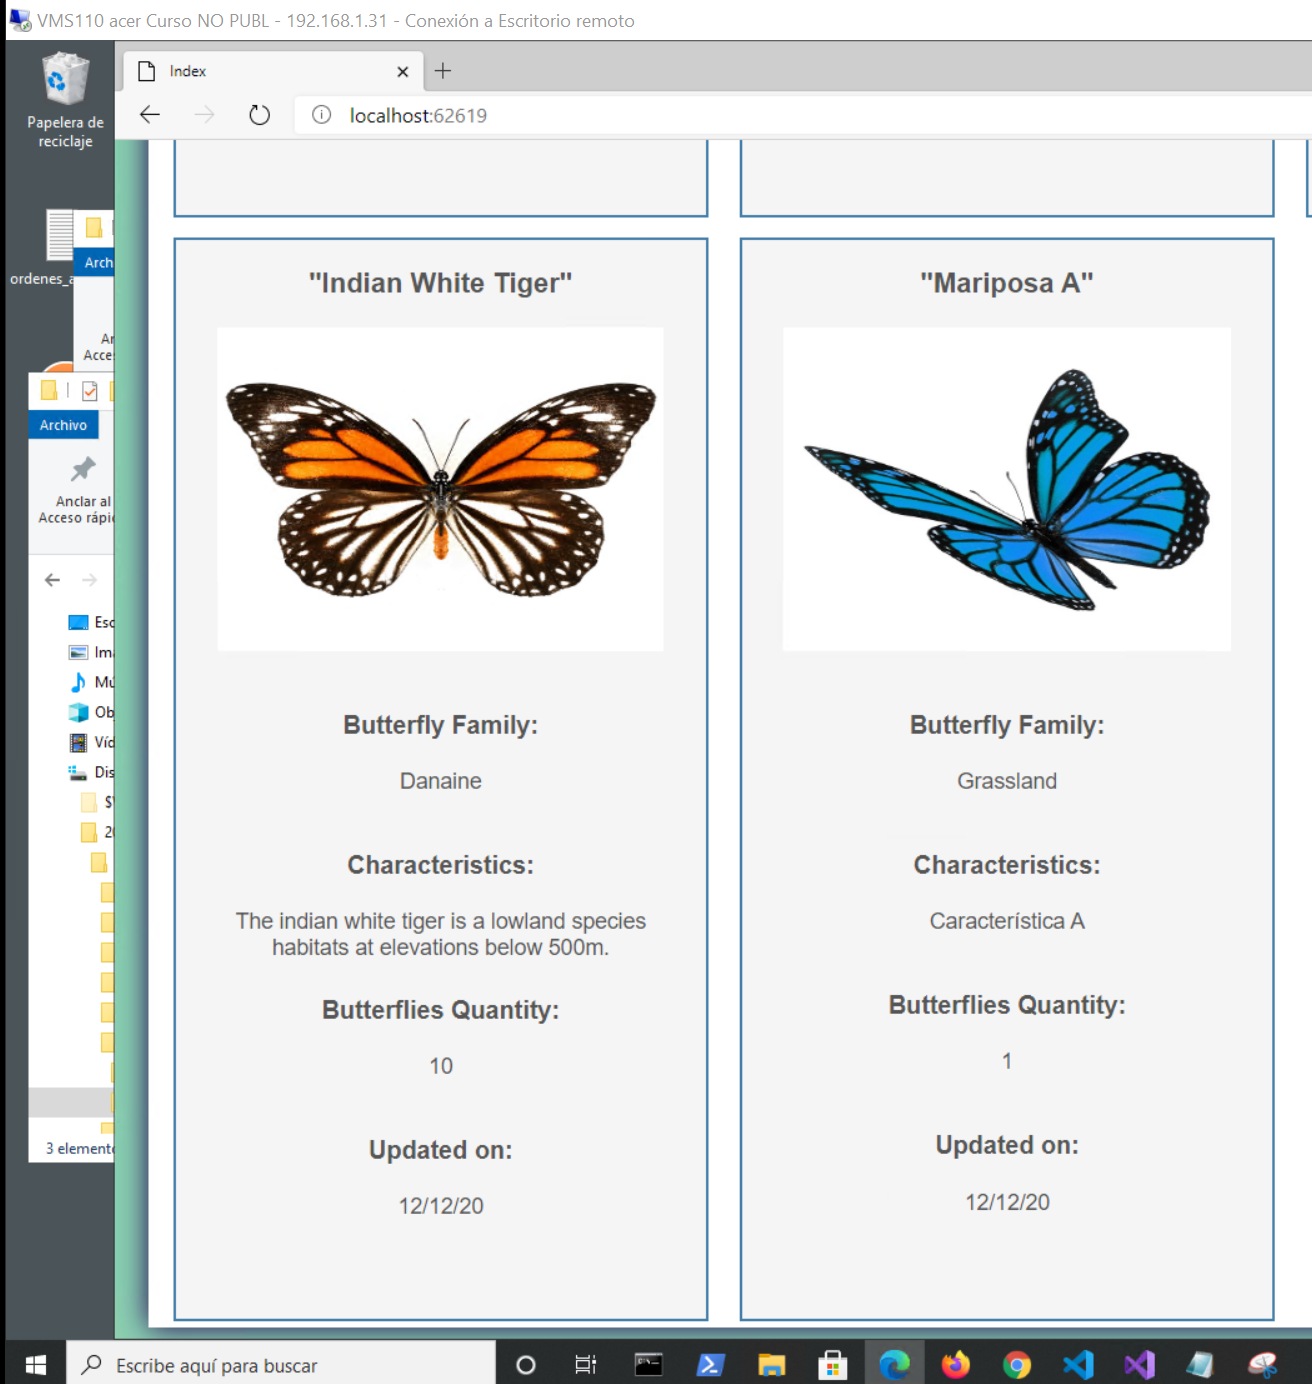 VMS110 acer Curso NO PUBL - 192.168.1.31 - Conexión a Escritorio remoto
Papelera de
reciclaje
Index
localhost:62619
Arch
ordenes_a
Ar
Acce
Archivo
Anclar al
Acceso rápi
Esc
Im
Mú
Ob
Víd
Dis
3 elemento
"Indian White Tiger"
Butterfly Family:
Danaine
Characteristics:
The indian white tiger is a lowland species
habitats at elevations below 500m.
Butterflies Quantity:
10
Updated on:
12/12/20
"Mariposa A"
Butterfly Family:
Grassland
Characteristics:
Característica A
Butterflies Quantity:
1
Updated on:
12/12/20
Escribe aquí para buscar